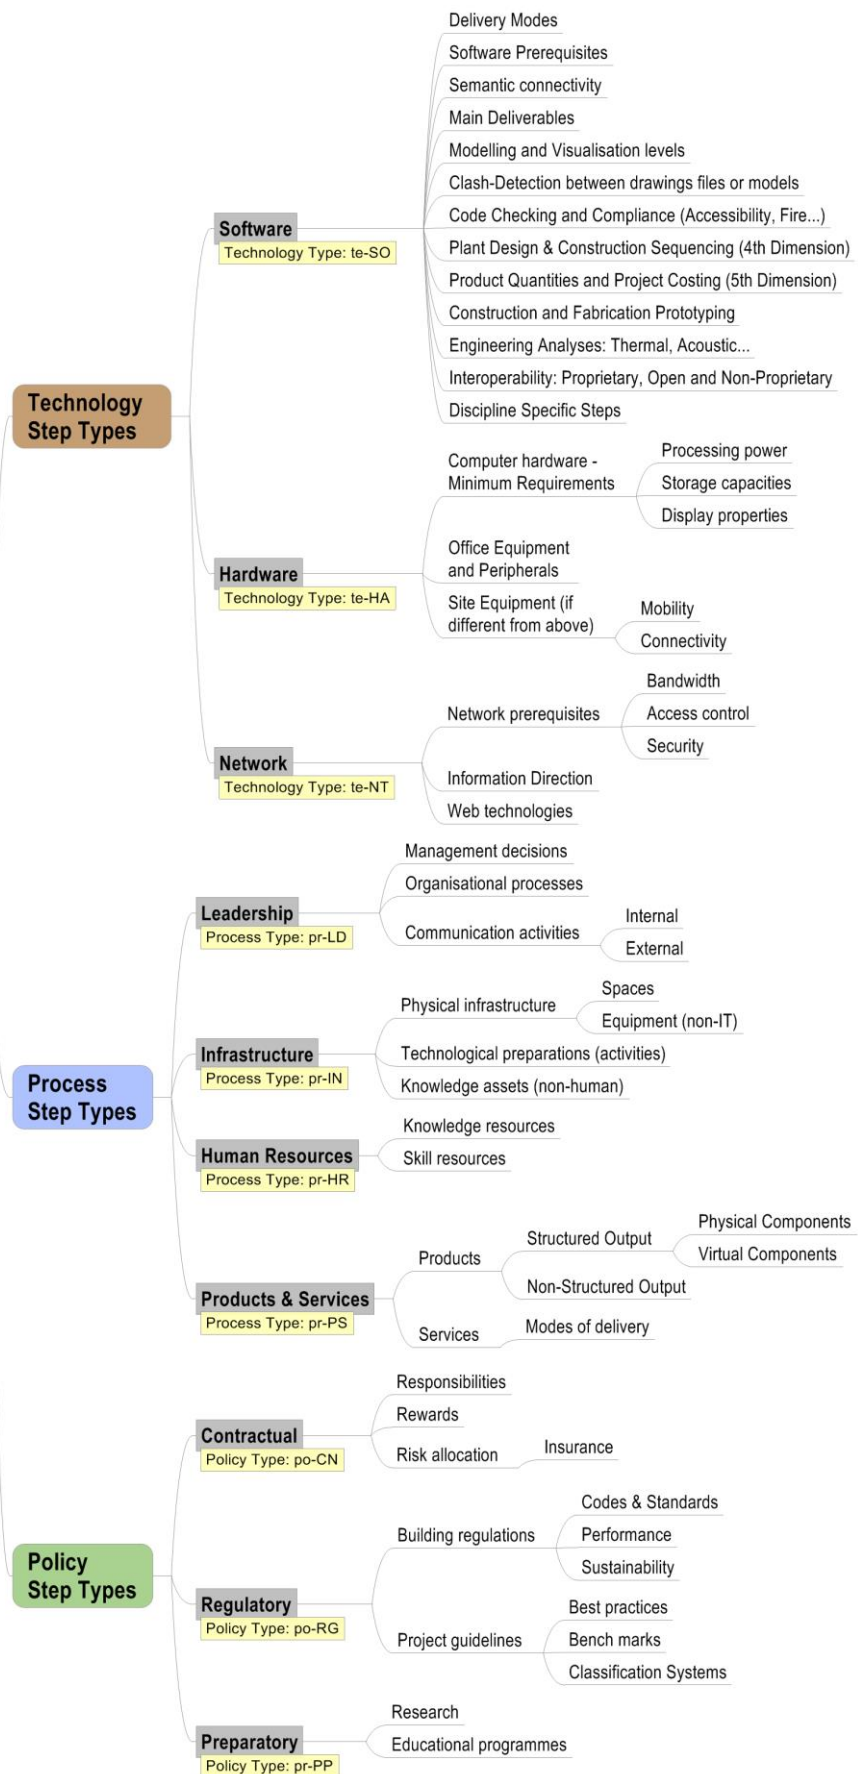 Technology
Step Types
Software
Technology Type: te-SO
Delivery Modes
Software Prerequisites
Semantic connectivity
Main Deliverables
Modelling and Visualisation levels
Clash-Detection between drawings files or models
Code Checking and Compliance (Accessibility, Fire...)
Plant Design & Construction Sequencing (4th Dimension)
Product Quantities and Project Costing (5th Dimension)
Construction and Fabrication Prototyping
Engineering Analyses: Thermal, Acoustic...
Interoperability: Proprietary, Open and Non-Proprietary
Discipline Specific Steps
Hardware
Technology Type: te-HA
Computer hardware -
Minimum Requirements
Processing power
Storage capacities
Display properties
Office Equipment
and Peripherals
Site Equipment (if
different from above)
Mobility
Connectivity
Network
Technology Type: te-NT
Network prerequisites
Bandwidth
Access control
Security
Information Direction
Web technologies
Process
Step Types
Leadership
Process Type: pr-LD
Management decisions
Organisational processes
Communication activities
Internal
External
Infrastructure
Process Type: pr-IN
Physical infrastructure
Spaces
Equipment (non-IT)
Technological preparations (activities)
Knowledge assets (non-human)
Human Resources
Process Type: pr-HR
Knowledge resources
Skill resources
Products & Services
Process Type: pr-PS
Products
Structured Output
Physical Components
Virtual Components
Non-Structured Output
Services
Modes of delivery
Policy
Step Types
Contractual
Policy Type: po-CN
Responsibilities
Rewards
Risk allocation
Insurance
Regulatory
Policy Type: po-RG
Building regulations
Codes & Standards
Performance
Sustainability
Project guidelines
Best practices
Bench marks
Classification Systems
Preparatory
Policy Type: pr-PP
Research
Educational programmes